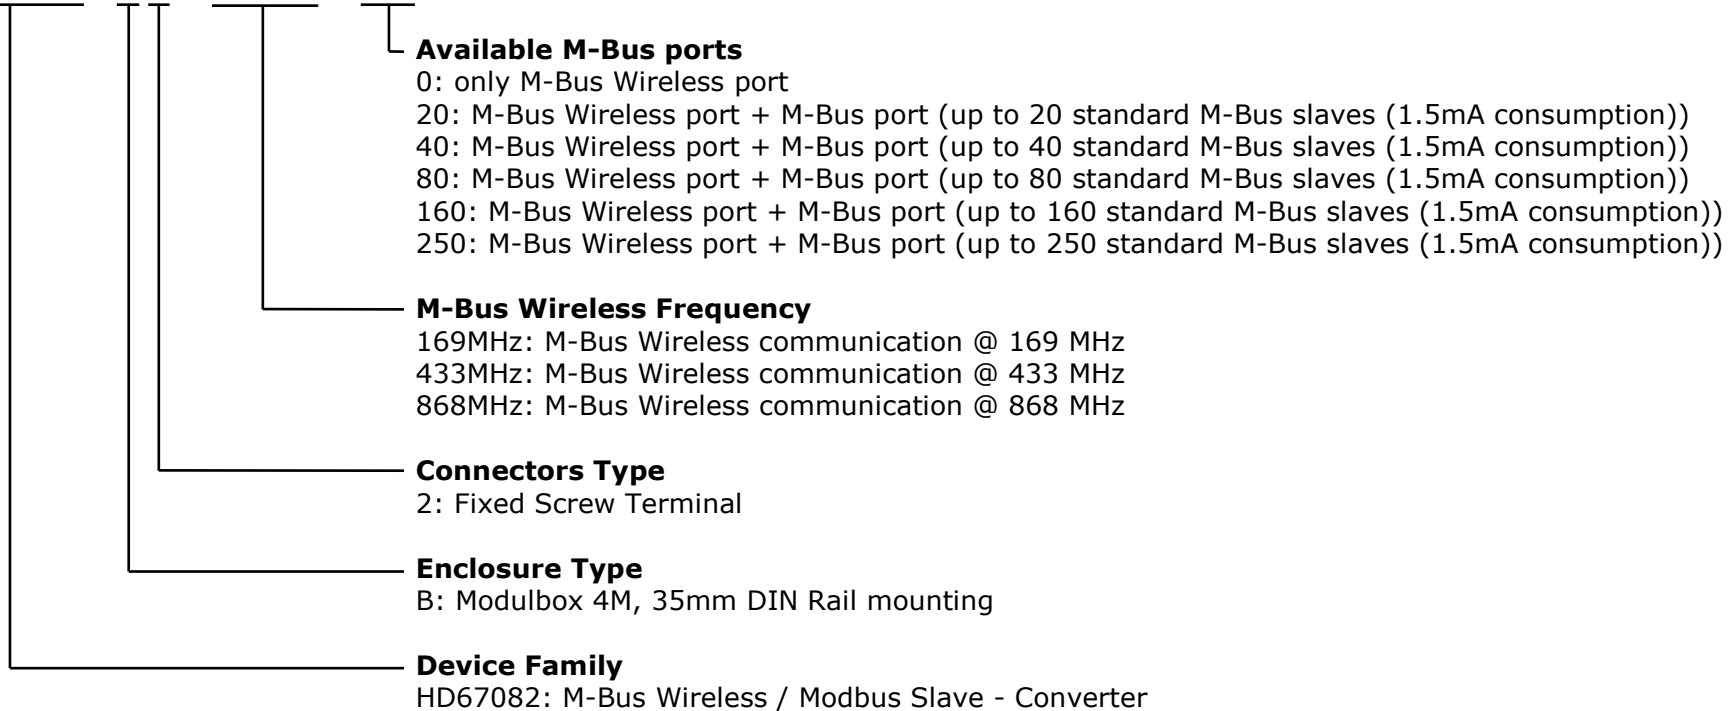 Available M-Bus ports
0: only M-Bus Wireless port
20: M-Bus Wireless port + M-Bus port (up to 20 standard M-Bus slaves (1.5mA consumption))
40: M-Bus Wireless port + M-Bus port (up to 40 standard M-Bus slaves (1.5mA consumption))
80: M-Bus Wireless port + M-Bus port (up to 80 standard M-Bus slaves (1.5mA consumption))
160: M-Bus Wireless port + M-Bus port (up to 160 standard M-Bus slaves (1.5mA consumption))
250: M-Bus Wireless port + M-Bus port (up to 250 standard M-Bus slaves (1.5mA consumption))
M-Bus Wireless Frequency
169MHz: M-Bus Wireless communication @ 169 MHz
433MHz: M-Bus Wireless communication @ 433 MHz
868MHz: M-Bus Wireless communication @ 868 MHz
Connectors Type
2: Fixed Screw Terminal
Enclosure Type
B: Modulbox 4M, 35mm DIN Rail mounting
Device Family
HD67082: M-Bus Wireless / Modbus Slave - Converter